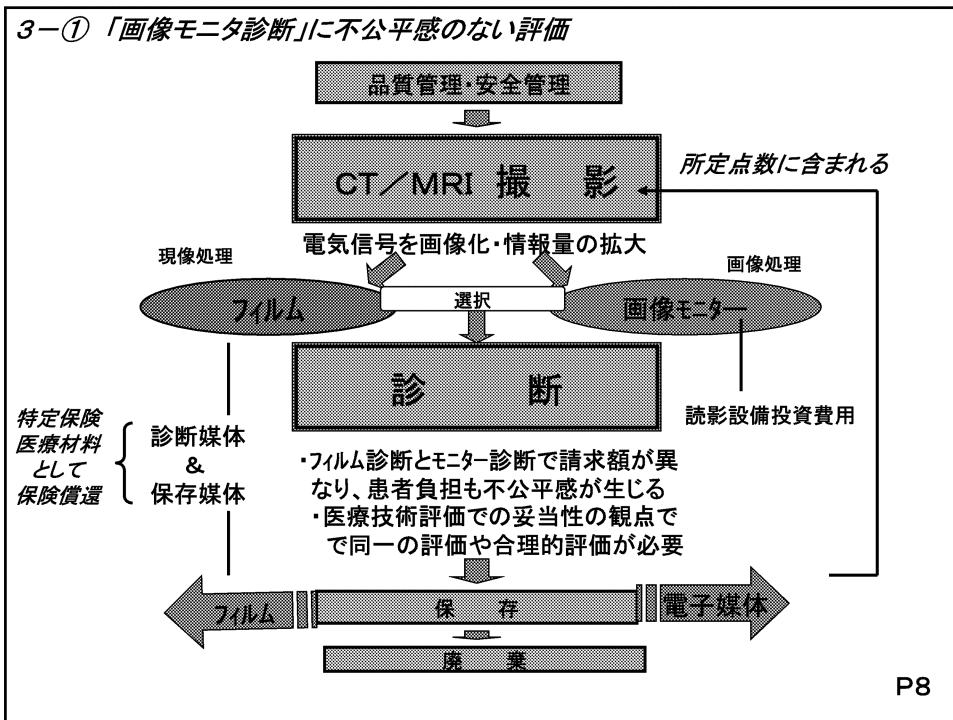 3－① 「画像モニタ診断」に不公平感のない評価
品質管理・安全管理
CT／MRI 撮 影
所定点数に含まれる
電気信号を画像化・情報量の拡大
現像処理
画像処理
フィルム
選択
画像モニター
診 断
読影設備投資費用
特定保険
医療材料
として
保険償還
診断媒体
&
保存媒体
・フィルム診断とモニター診断で請求額が異
なり、患者負担も不公平感が生じる
・医療技術評価での妥当性の観点で
で同一の評価や合理的評価が必要
フィルム
保 存
電子媒体
廃 棄
P8